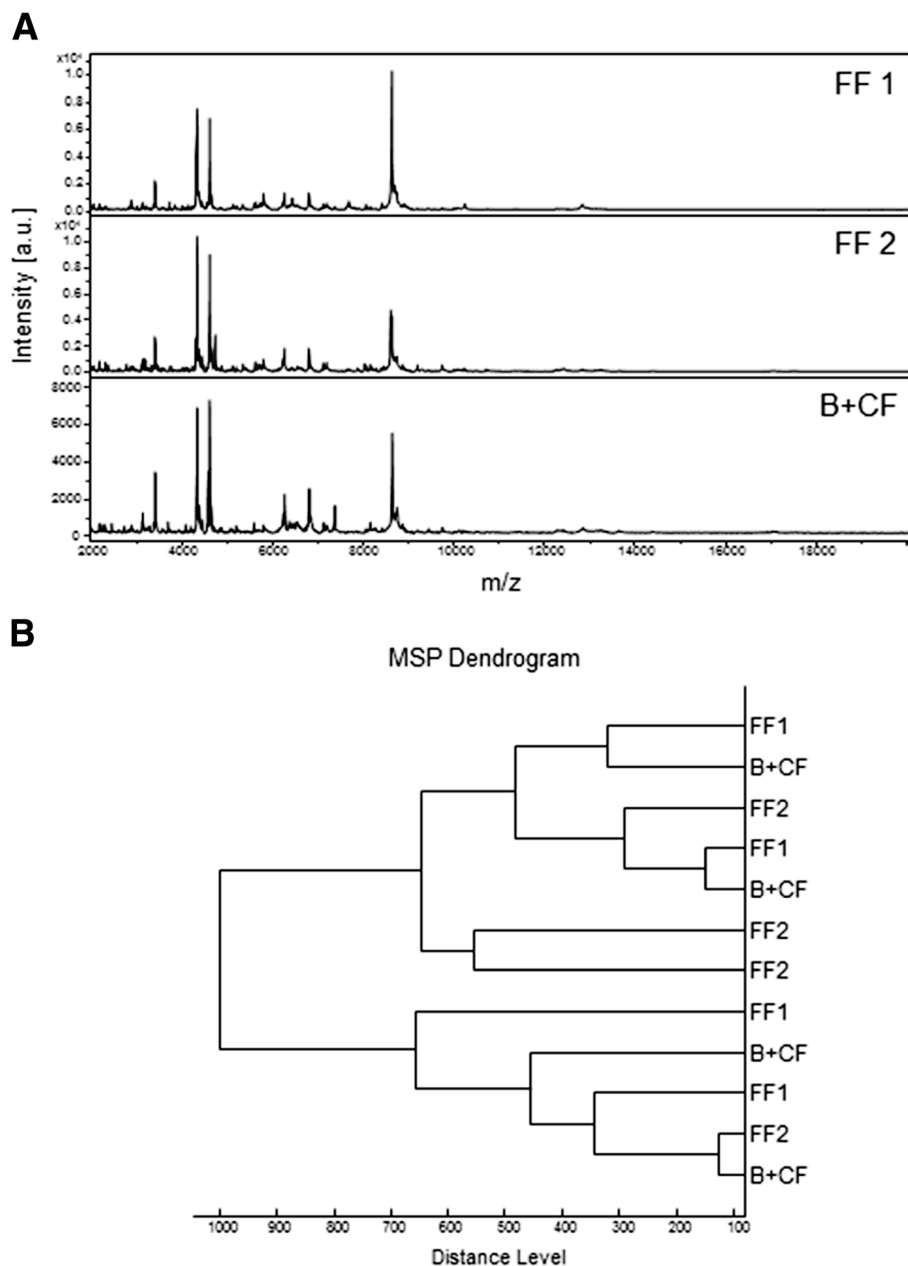 A
x10⁴
1.0
0.8
0.6
0.4
0.2
0.0
FF 1
x10⁴
1.0
0.8
0.6
0.4
0.2
0.0
FF 2
8000
6000
4000
2000
0
B+CF
Intensity [a.u.]
2000 4000 6000 8000 10000 12000 14000 16000 18000
m/z
B
MSP Dendrogram
FF1
B+CF
FF2
FF1
B+CF
FF2
FF2
FF1
B+CF
FF1
FF2
B+CF
1000 900 800 700 600 500 400 300 200 100
Distance Level